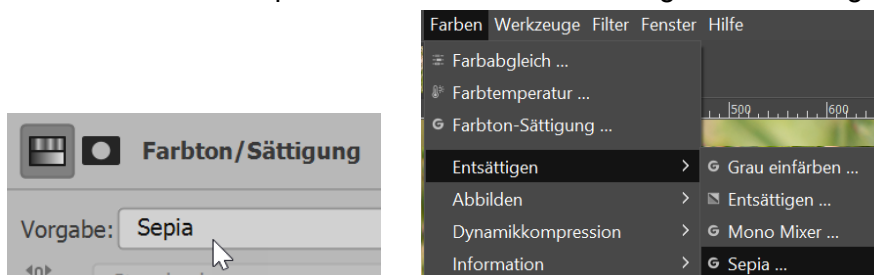 Farben Werkzeuge Filter Fenster Hilfe
Farbabgleich ...
Farbtemperatur ...
Farbton-Sättigung ...
Entsättigen >
Abbilden >
Dynamikkompression >
Information >
500 600
Grau einfärben ...
Entsättigen ...
Mono Mixer ...
Sepia ...
Farbton/Sättigung
Vorgabe: Sepia